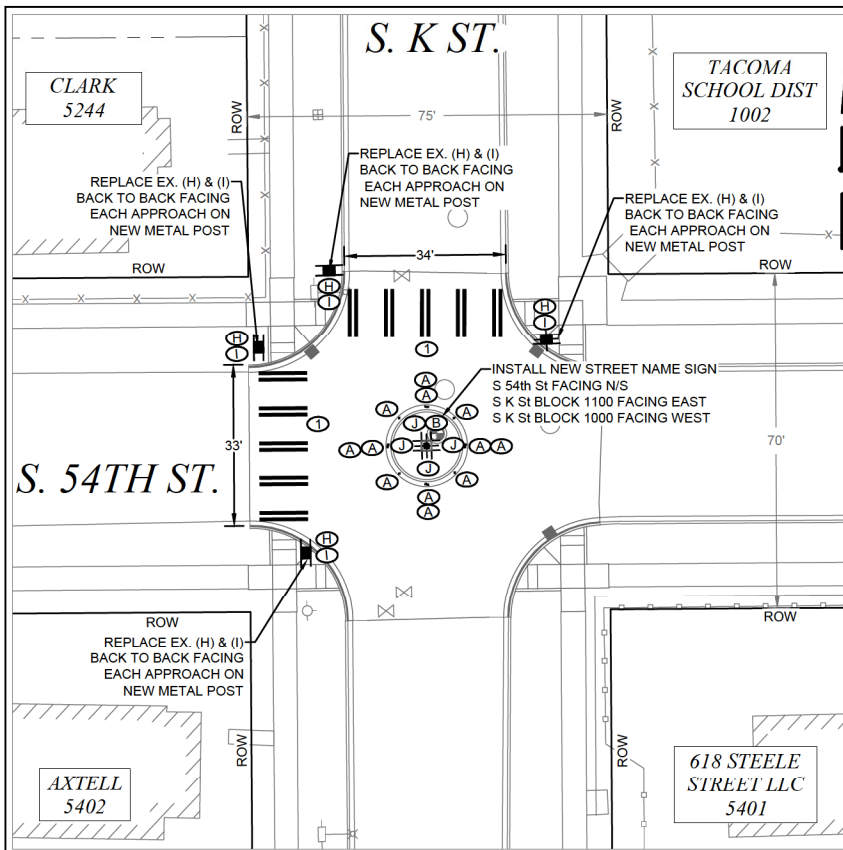 S. K ST.
CLARK
5244
TACOMA
SCHOOL DIST
1002
ROW
75'
ROW
REPLACE EX. (H) & (I)
BACK TO BACK FACING
EACH APPROACH ON
NEW METAL POST
REPLACE EX. (H) & (I)
BACK TO BACK FACING
EACH APPROACH ON
NEW METAL POST
REPLACE EX. (H) & (I)
BACK TO BACK FACING
EACH APPROACH ON
NEW METAL POST
ROW
34'
ROW
H
I
H
I
H
I
1
INSTALL NEW STREET NAME SIGN
S 54th St FACING N/S
S K St BLOCK 1100 FACING EAST
S K St BLOCK 1000 FACING WEST
A
A
A
A
1
J
B
33'
70'
A
A
J
J
A
A
J
S. 54TH ST.
A
A
A
A
H
I
ROW
REPLACE EX. (H) & (I)
BACK TO BACK FACING
EACH APPROACH ON
NEW METAL POST
ROW
ROW
ROW
AXTELL
5402
618 STEELE
STREET LLC
5401